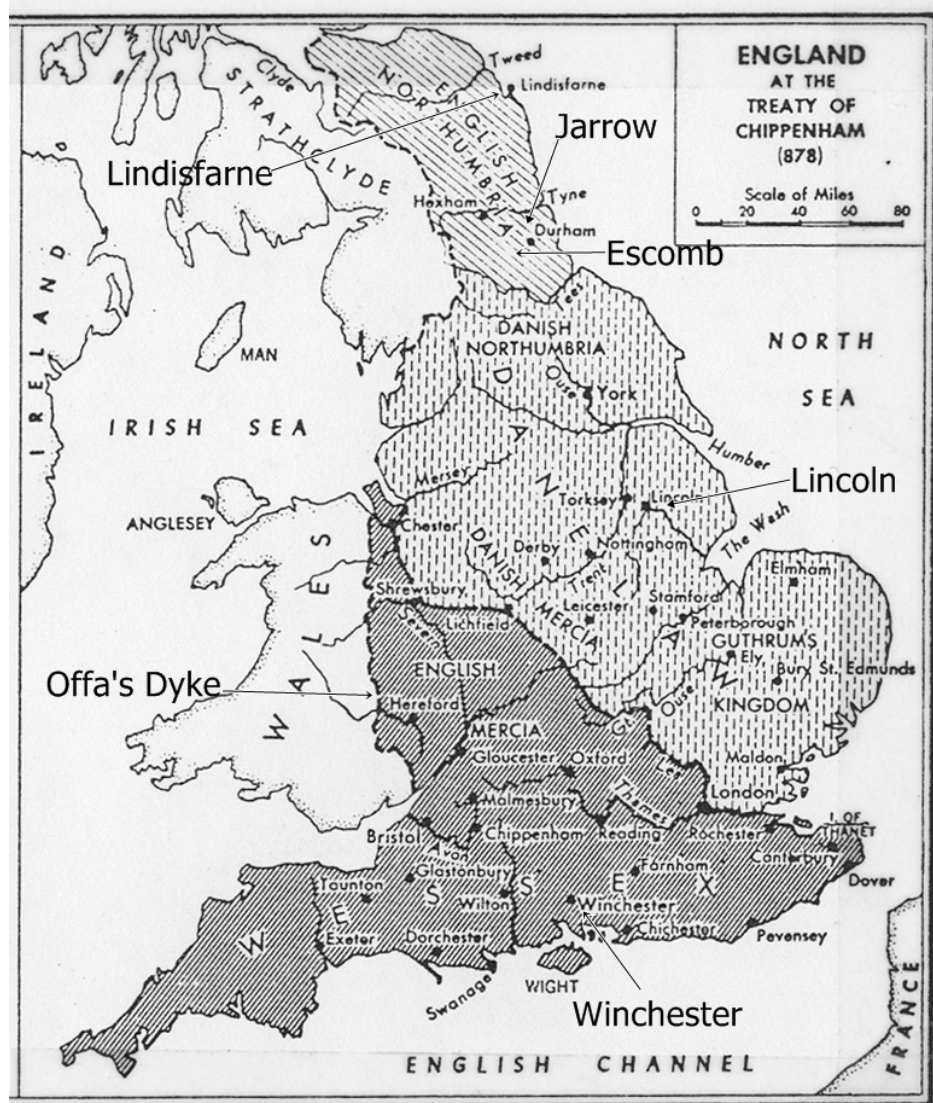 ENGLAND
AT THE
TREATY OF
CHIPPENHAM
(878)
Scale of Miles
0 20 40 60 80
Tweed
Clyde
Lindisfarne
ENGLISH
NORTHUMBRIA
STRATHCLYDE
Jarrow
Lindisfarne
Hexham
Tyne
Durham
Escomb
Tees
IRELAND
DANISH
NORTHUMBRIA
NORTH
SEA
MAN
Ouse
York
DANELAW
IRISH SEA
Humber
Mersey
Torksey
Lincoln
Lincoln
ANGLESEY
Chester
The Wash
Nottingham
Derby
Elmham
WALES
Trent
DANISH
MERCIA
Shrewsbury
Leicester
Stamford
Lichfield
Peterborough
Severn
GUTHRUM'S
KINGDOM
Ely
Bury St. Edmunds
ENGLISH
MERCIA
Offa's Dyke
Ouse
Hereford
Gt.
Gloucester
Oxford
Lea
Maldon
Thames
London
Malmesbury
Bristol
Avon
Chippenham
Reading
Rochester
I. OF
THANET
Canterbury
Farnham
Glastonbury
Dover
Taunton
WESSEX
Wilton
Winchester
Exeter
Dorchester
Chichester
Pevensey
Swanage
WIGHT
Winchester
FRANCE
ENGLISH CHANNEL